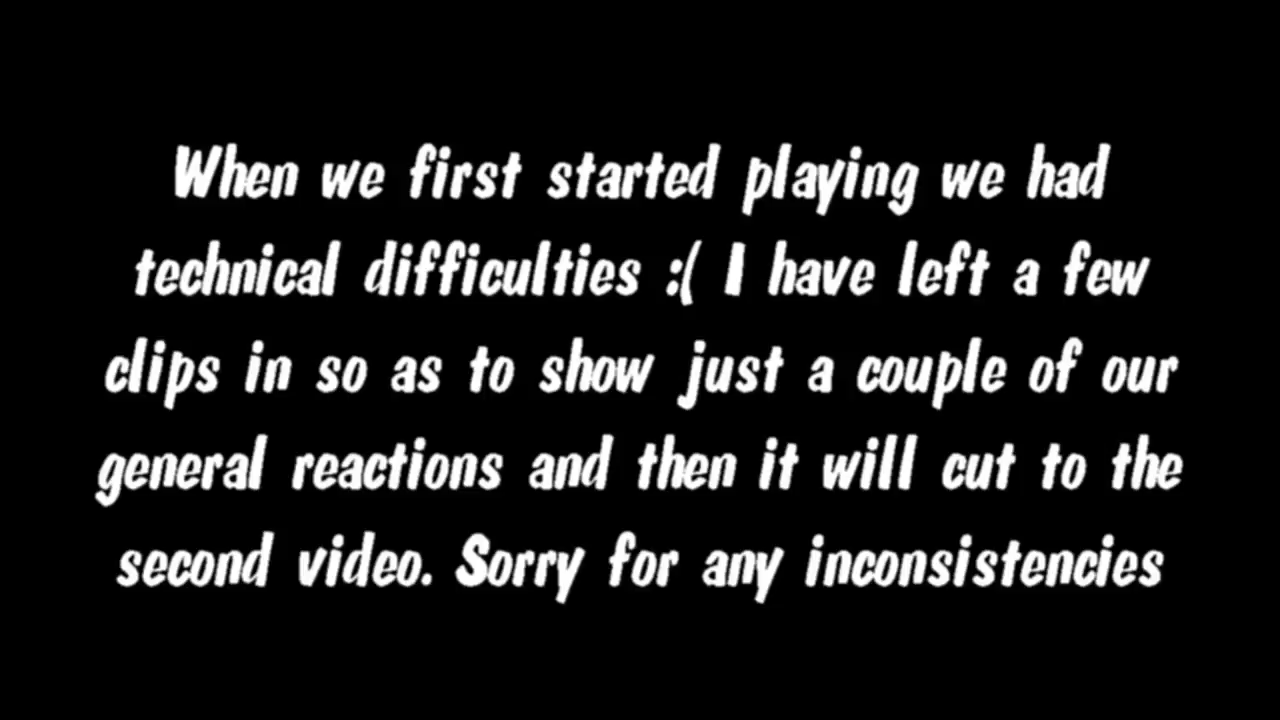 When we first started playing we had
technical difficulties :( I have left a few
clips in so as to show just a couple of our
general reactions and then it will cut to the
second video. Sorry for any inconsistencies